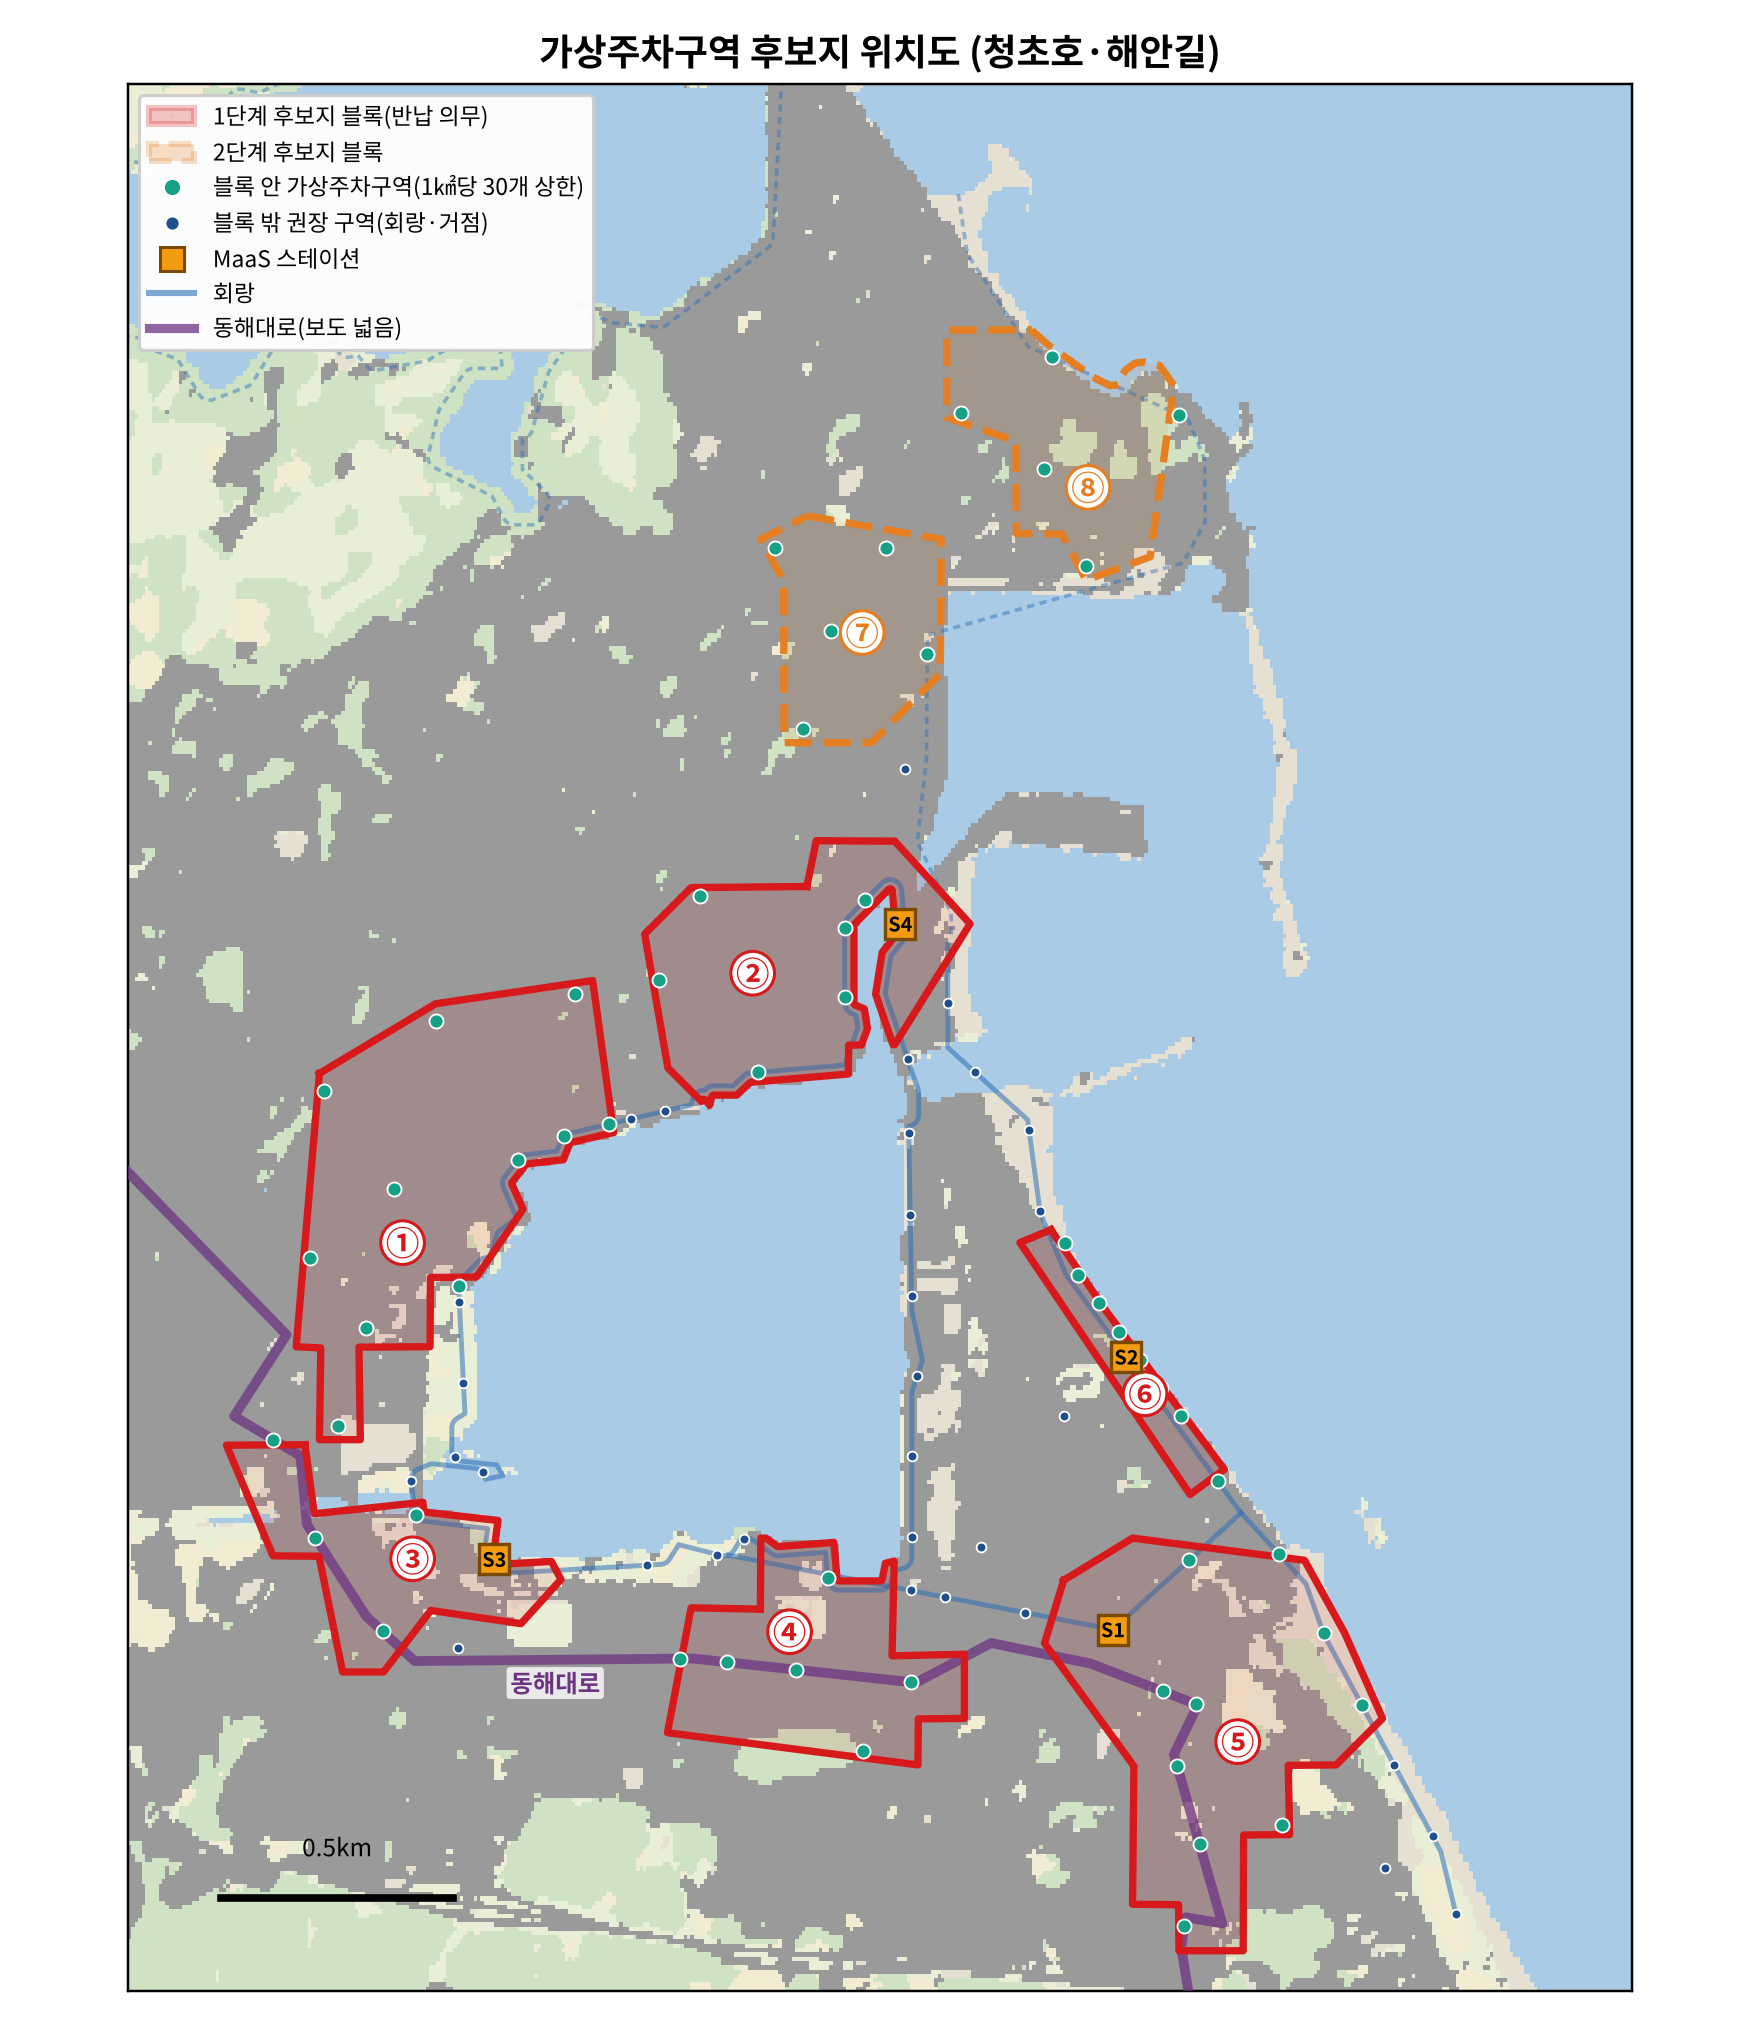 가상주차구역 후보지 위치도 (청초호·해안길)
1단계 후보지 블록(반납 의무)
2단계 후보지 블록
블록 안 가상주차구역(1㎢당 30개 상한)
블록 밖 권장 구역(회랑·거점)
MaaS 스테이션
회랑
동해대로(보도 넓음)
8
7
S4
2
1
S2
6
3
S3
4
S1
동해대로
5
0.5km